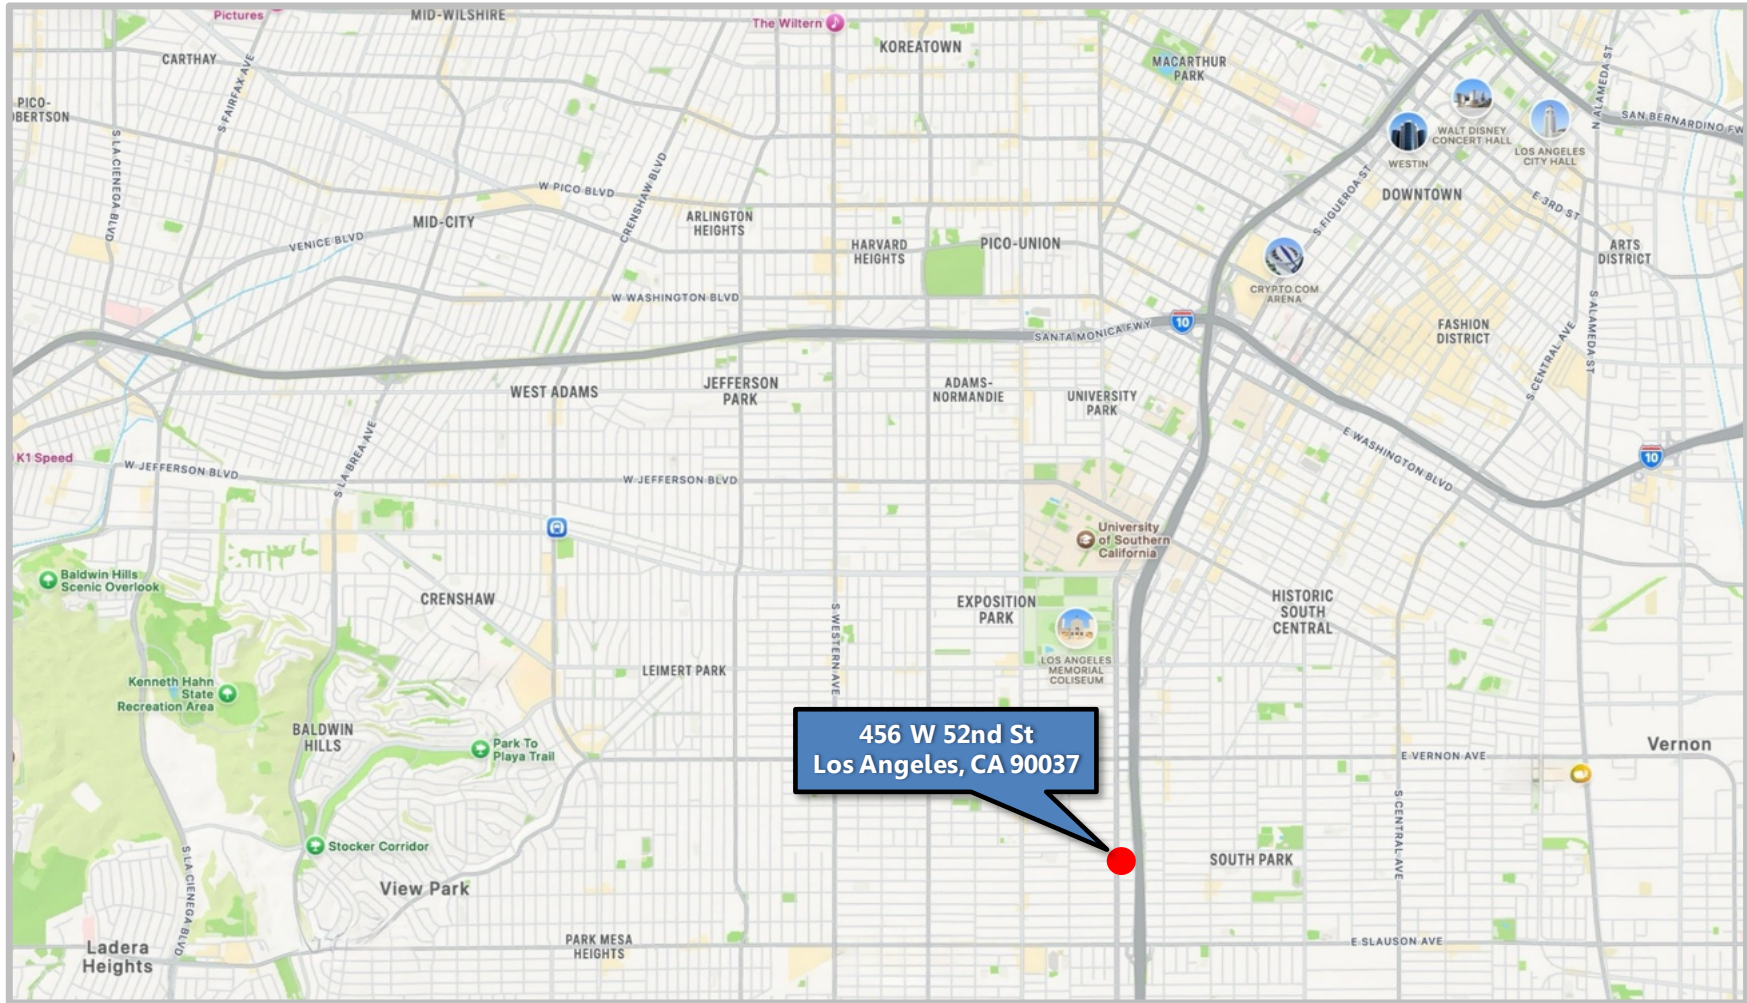 Pictures
MID-WILSHIRE
The Wiltern
KOREATOWN
CARTHAY
S FAIRFAX AVE
MACARTHUR
PARK
N ALAMEDA ST
PICO-
OBERTSON
SAN BERNARDINO FW
WALT DISNEY
CONCERT HALL
LOS ANGELES
CITY HALL
WESTIN
S LA CIENEGA BLVD
W PICO BLVD
CRENSHAW BLVD
DOWNTOWN
E 3RD ST
S FIGUEROA ST
MID-CITY
ARLINGTON
HEIGHTS
VENICE BLVD
HARVARD
HEIGHTS
PICO-UNION
ARTS
DISTRICT
CRYPTO.COM
ARENA
W WASHINGTON BLVD
S ALAMEDA ST
SANTA MONICA FWY
10
FASHION
DISTRICT
S CENTRAL AVE
WEST ADAMS
JEFFERSON
PARK
ADAMS-
NORMANDIE
UNIVERSITY
PARK
E WASHINGTON BLVD
10
K1 Speed
W JEFFERSON BLVD
S LA BREA AVE
W JEFFERSON BLVD
University
of Southern
California
Baldwin Hills
Scenic Overlook
CRENSHAW
EXPOSITION
PARK
HISTORIC
SOUTH
CENTRAL
S WESTERN AVE
LEIMERT PARK
LOS ANGELES
MEMORIAL
COLISEUM
Kenneth Hahn
State
Recreation Area
BALDWIN
HILLS
Park To
Playa Trail
456 W 52nd St
Los Angeles, CA 90037
E VERNON AVE
Vernon
S CENTRAL AVE
Stocker Corridor
SOUTH PARK
View Park
S LA CIENEGA BLVD
Ladera
Heights
PARK MESA
HEIGHTS
E SLAUSON AVE